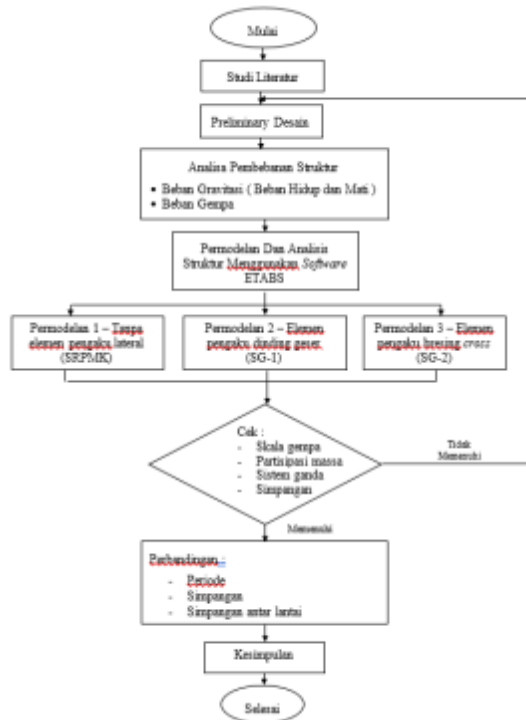 Mulai
Studi Literatur
Preliminary Desain
Analisa Pembebanan Struktur
• Beban Gravitasi ( Beban Hidup dan Mati )
• Beban Gempa
Permodelan Dan Analisis
Struktur Menggunakan Software
ETABS
Permodelan 1 – Tanpa
elemen pengaku lateral
(SRPMK)
Permodelan 2 – Elemen
pengaku dinding geser
(SG-1)
Permodelan 3 – Elemen
pengaku bresing cross
(SG-2)
Cek :
- Skala gempa
- Partisipasi massa
- Sistem ganda
- Simpangan
Tidak
Memenuhi
Memenuhi
Perbandingan :
- Periode
- Simpangan
- Simpangan antar lantai
Kesimpulan
Selesai